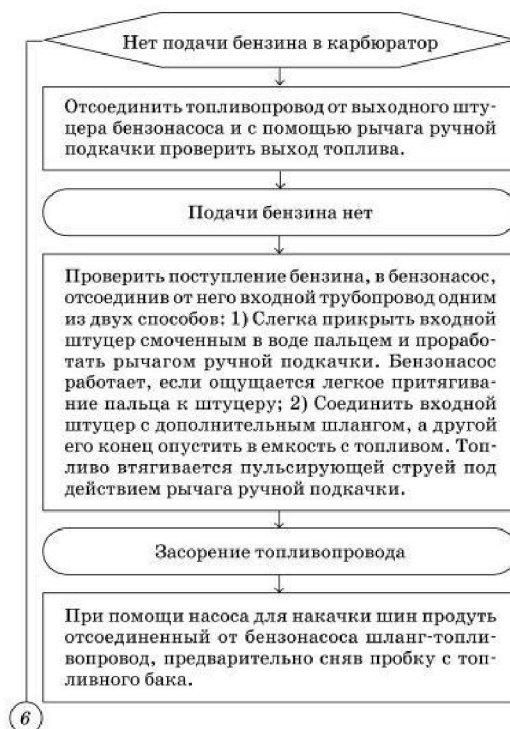 Нет подачи бензина в карбюратор
Отсоединить топливопровод от выходного шту-
цера бензонасоса и с помощью рычага ручной
подкачки проверить выход топлива.
Подачи бензина нет
Проверить поступление бензина, в бензонасос,
отсоединив от него входной трубопровод одним
из двух способов: 1) Слегка прикрыть входной
штуцер смоченным в воде пальцем и прорабо-
тать рычагом ручной подкачки. Бензонасос
работает, если ощущается легкое притягива-
ние пальца к штуцеру; 2) Соединить входной
штуцер с дополнительным шлангом, а другой
его конец опустить в емкость с топливом. Топ-
ливо втягивается пульсирующей струей под
действием рычага ручной подкачки.
Засорение топливопровода
При помощи насоса для накачки шин продуть
отсоединенный от бензонасоса шланг-топли-
вопровод, предварительно сняв пробку с топ-
ливного бака.
6